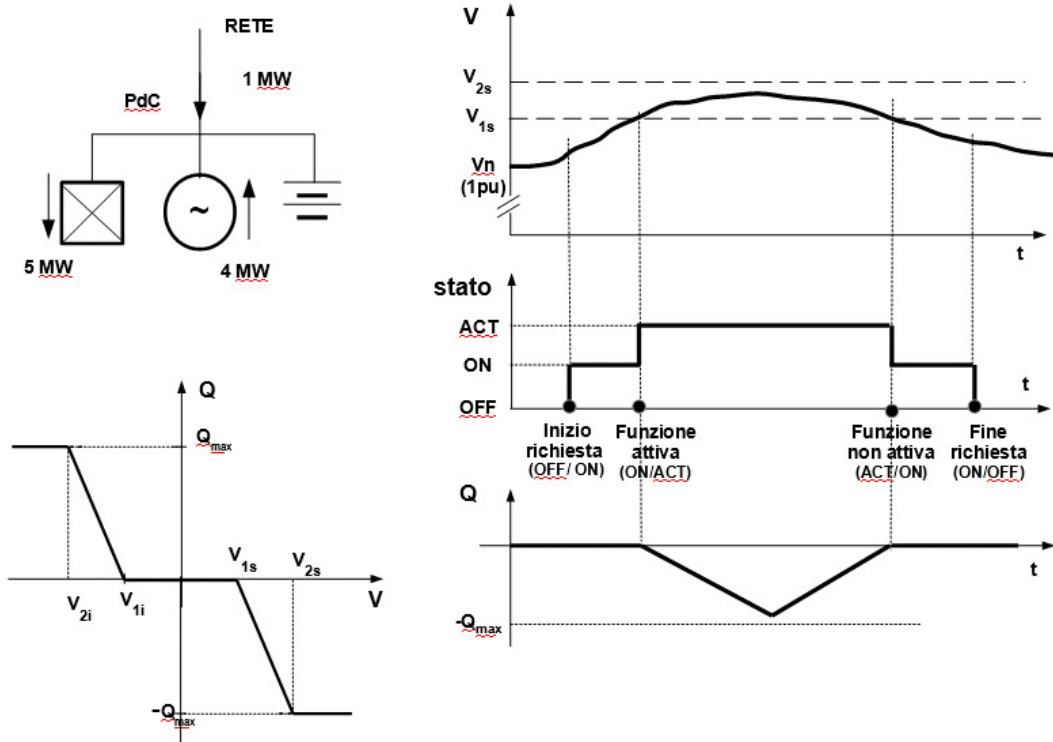 RETE
1 MW
PdC
5 MW
~
4 MW
V
V2s
V1s
Vn
(1pu)
t
stato
ACT
ON
OFF
t
Inizio
richiesta
(OFF/ ON)
Funzione
attiva
(ON/ACT)
Funzione
non attiva
(ACT/ON)
Fine
richiesta
(ON/OFF)
Q
t
-Qmax
Q
Qmax
V2i
V1i
V1s
V2s
V
-Qmax